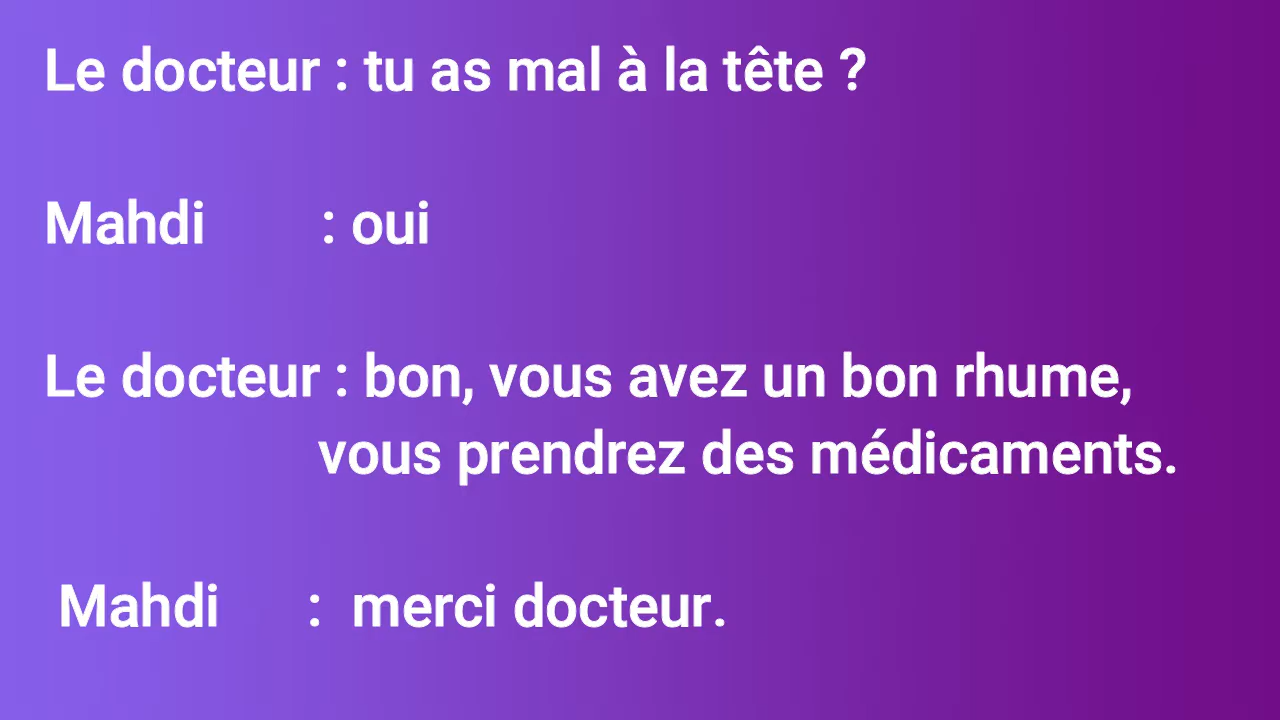 Le docteur : tu as mal à la tête ?
Mahdi : oui
Le docteur : bon, vous avez un bon rhume,
vous prendrez des médicaments.
Mahdi : merci docteur.